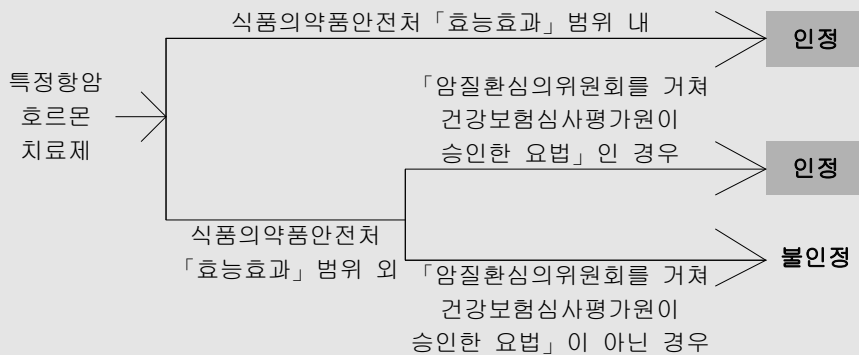 식품의약품안전처「효능효과」범위 내
인정
특정항암
호르몬
치료제
「암질환심의위원회를 거쳐
건강보험심사평가원이
승인한 요법」인 경우
인정
식품의약품안전처
「효능효과」범위 외
불인정
「암질환심의위원회를 거쳐
건강보험심사평가원이
승인한 요법」이 아닌 경우